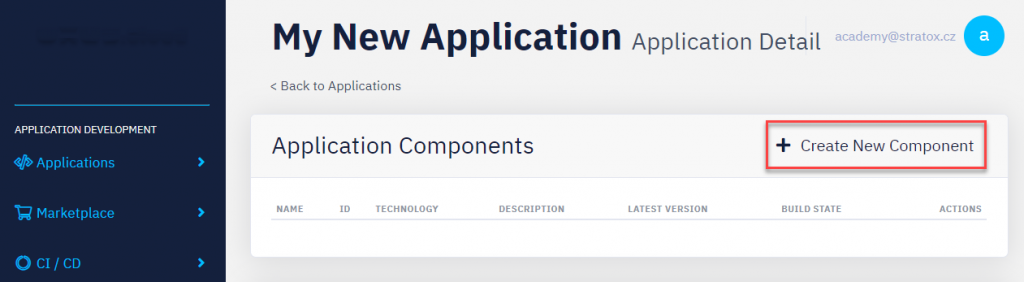 My New Application Application Detail
academy@stratox.cz
a
< Back to Applications
APPLICATION DEVELOPMENT
Applications
Marketplace
CI / CD
Application Components
+ Create New Component
NAME ID TECHNOLOGY DESCRIPTION LATEST VERSION BUILD STATE ACTIONS